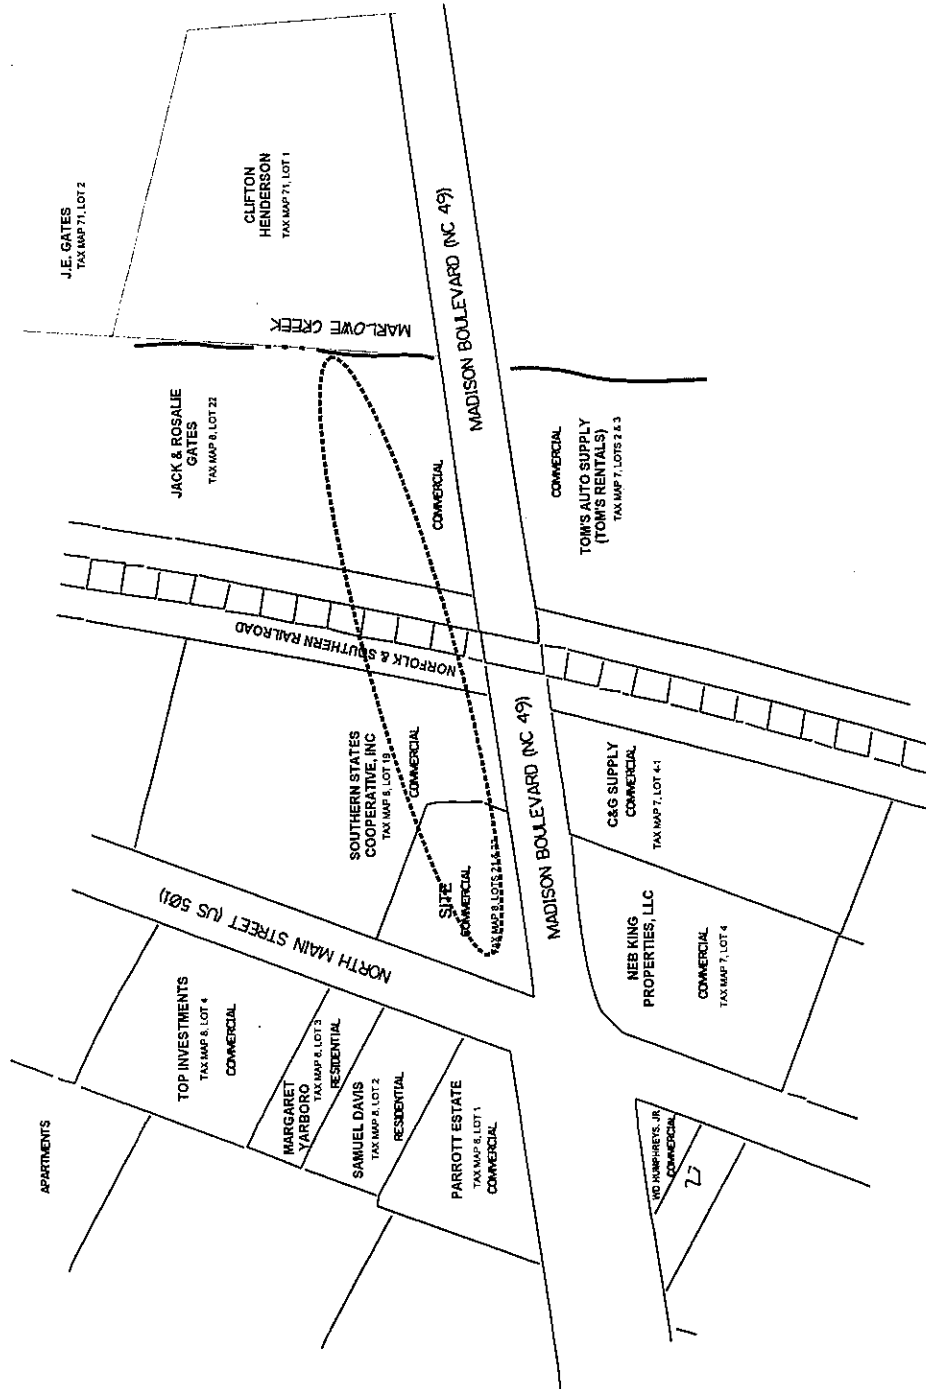 APARTMENTS
J.E. GATES
TAX MAP 71, LOT 2
TOP INVESTMENTS
TAX MAP 8, LOT 4
COMMERCIAL
NORTH MAIN STREET (US 501)
JACK & ROSALIE
GATES
TAX MAP 8, LOT 22
CLIFTON
HENDERSON
TAX MAP 71, LOT 1
MARGARET
YARBORO
TAX MAP 8, LOT 3
RESIDENTIAL
NORFOLK & SOUTHERN RAILROAD
MARLOWE CREEK
SAMUEL DAVIS
TAX MAP 8, LOT 2
RESIDENTIAL
SOUTHERN STATES
COOPERATIVE, INC
TAX MAP 8, LOT 19
COMMERCIAL
PARROTT ESTATE
TAX MAP 8, LOT 1
COMMERCIAL
SITE
COMMERCIAL
TAX MAP 8, LOTS 21 &
COMMERCIAL
MADISON BOULEVARD (NC 49)
MADISON BOULEVARD (NC 49)
COMMERCIAL
TOM'S AUTO SUPPLY
(TOM'S RENTALS)
TAX MAP 7, LOTS 2 & 3
C&G SUPPLY
COMMERCIAL
TAX MAP 7, LOT 4-1
NEB KING
PROPERTIES, LLC
COMMERCIAL
TAX MAP 7, LOT 4
WD HUMPHREYS, JR
COMMERCIAL